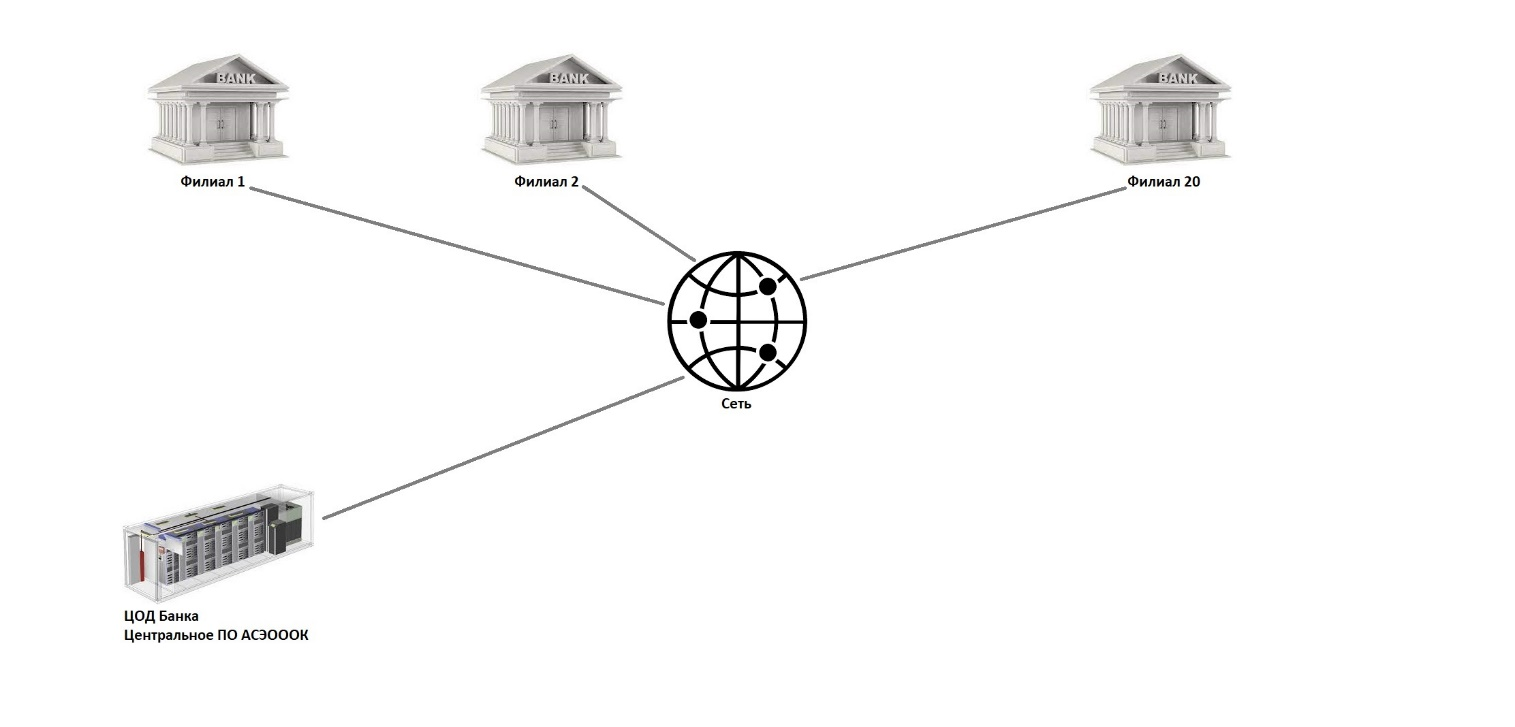 BANK
BANK
BANK
Филиал 1
Филиал 2
Филиал 20
Сеть
ЦОД Банка
Центральное ПО АСЭОООК